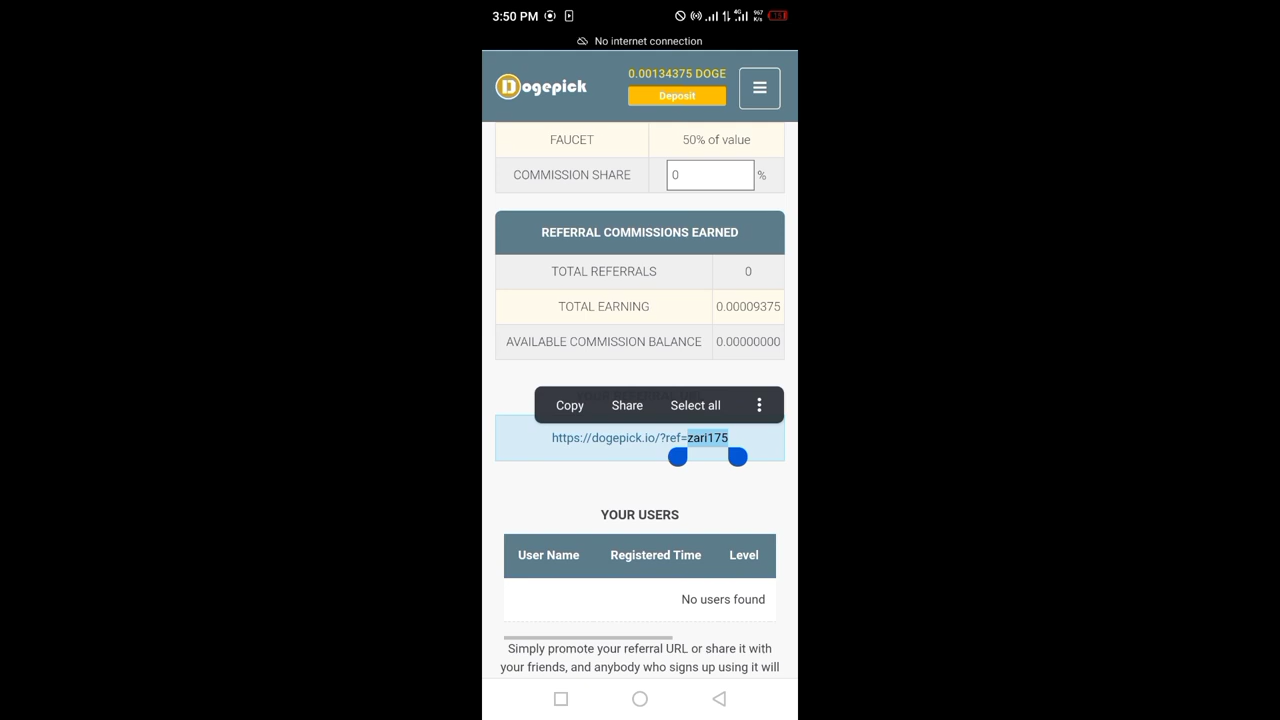 3:50 PM 4G 967 K/s 15
No internet connection
Dogepick
0.00134375 DOGE
Deposit
FAUCET 50% of value
COMMISSION SHARE 0 %
REFERRAL COMMISSIONS EARNED
TOTAL REFERRALS 0
TOTAL EARNING 0.00009375
AVAILABLE COMMISSION BALANCE 0.00000000
Copy Share Select all
https://dogepick.io/?ref=zari175
YOUR USERS
User Name Registered Time Level
No users found
Simply promote your referral URL or share it with
your friends, and anybody who signs up using it will